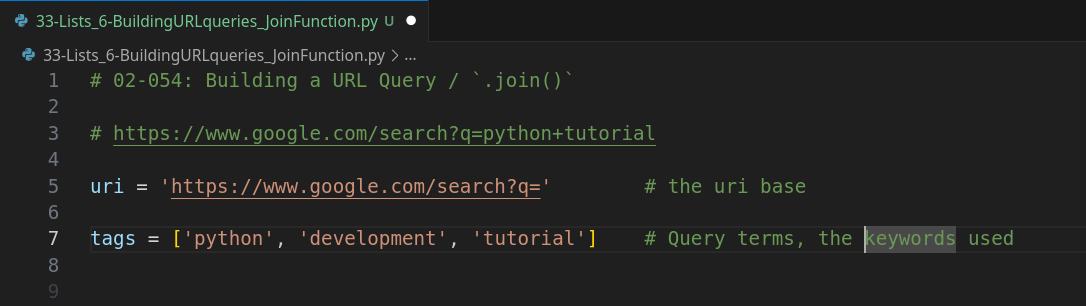 33-Lists_6-BuildingURLqueries_JoinFunction.py U
33-Lists_6-BuildingURLqueries_JoinFunction.py > ...
1 # 02-054: Building a URL Query / `.join()`
2
3 # https://www.google.com/search?q=python+tutorial
4
5 uri = 'https://www.google.com/search?q=' # the uri base
6
7 tags = ['python', 'development', 'tutorial'] # Query terms, the keywords used
8
9